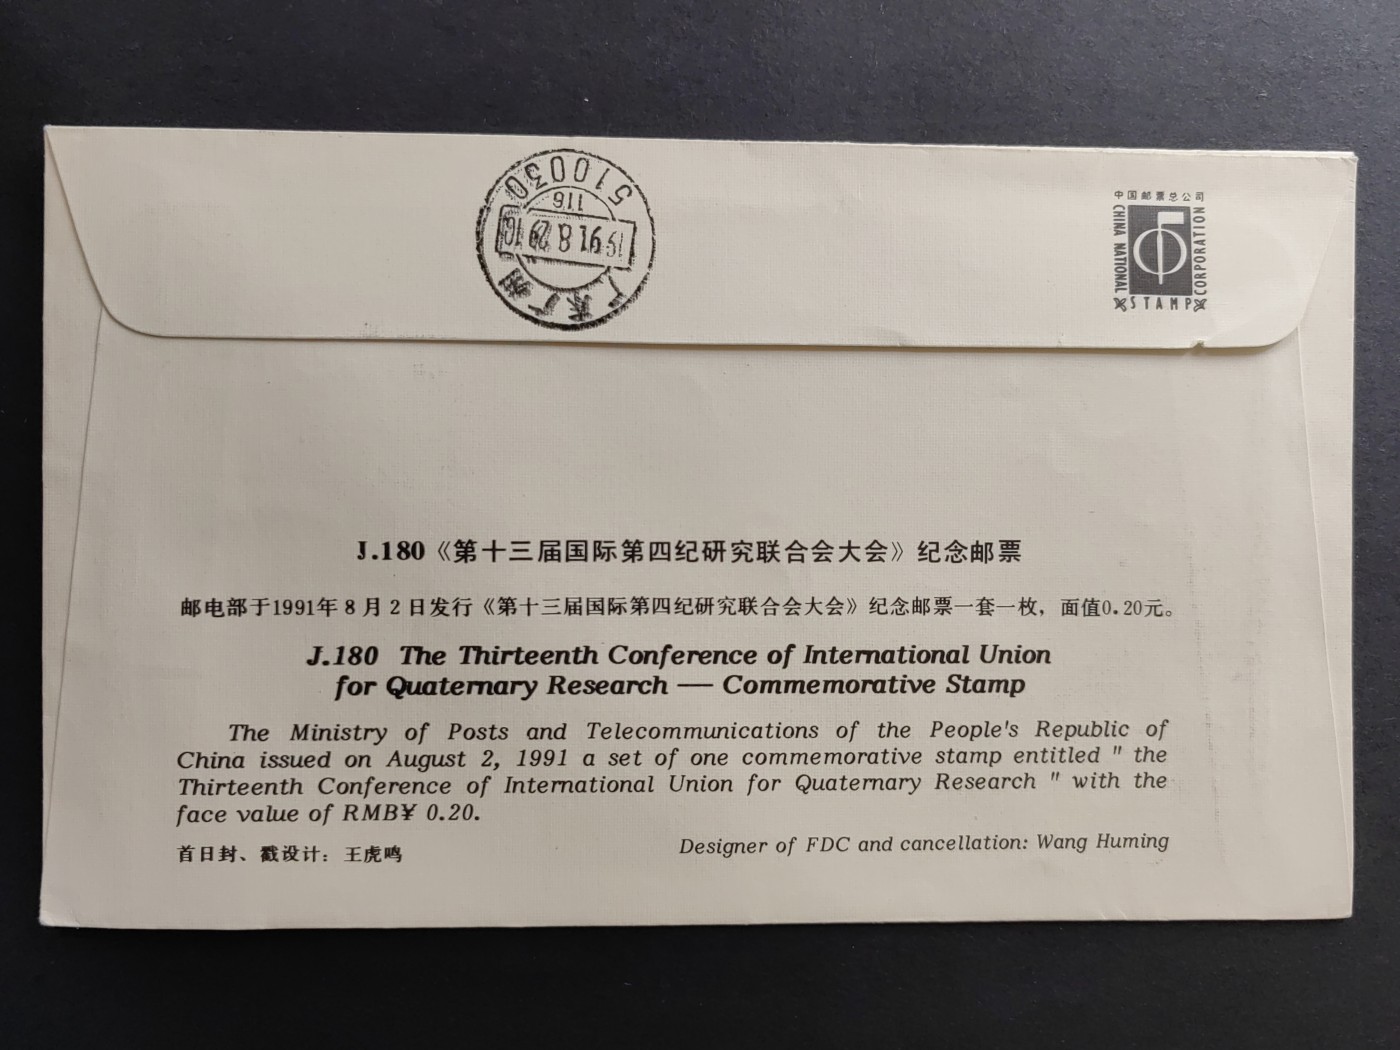 510030
116
1991.8.29.16
广东广州
中国邮票总公司
CHINA NATIONAL
STAMP
CORPORATION
J.180《第十三届国际第四纪研究联合会大会》纪念邮票
邮电部于1991年8月2日发行《第十三届国际第四纪研究联合会大会》纪念邮票一套一枚，面值0.20元。
J.180 The Thirteenth Conference of International Union
for Quaternary Research — Commemorative Stamp
The Ministry of Posts and Telecommunications of the People's Republic of
China issued on August 2, 1991 a set of one commemorative stamp entitled " the
Thirteenth Conference of International Union for Quaternary Research " with the
face value of RMB¥ 0.20.
首日封、戳设计：王虎鸣
Designer of FDC and cancellation: Wang Huming